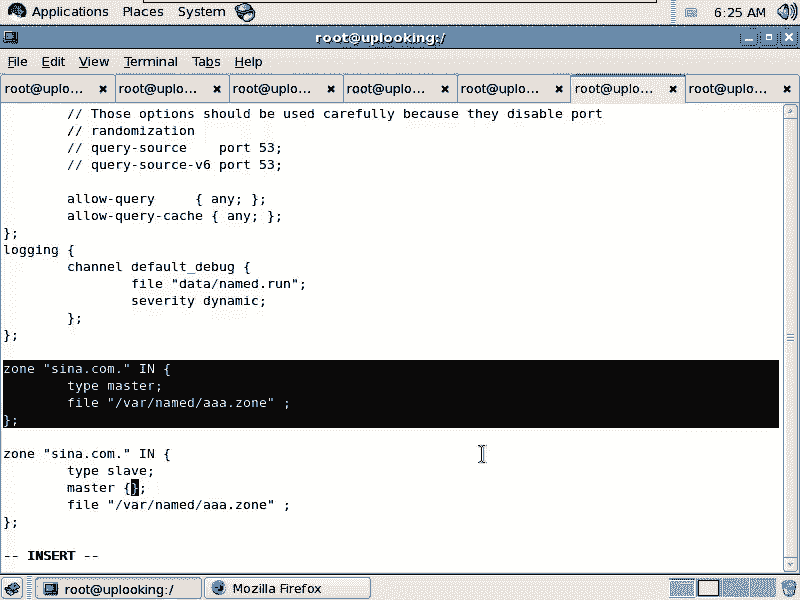 Applications Places System 6:25 AM
root@uplooking:/
File Edit View Terminal Tabs Help
root@uplo... root@uplo... root@uplo... root@uplo... root@uplo... root@uplo... root@uplo...
// Those options should be used carefully because they disable port
// randomization
// query-source    port 53;
// query-source-v6 port 53;
allow-query     { any; };
allow-query-cache { any; };
};
logging {
channel default_debug {
file "data/named.run";
severity dynamic;
};
};
zone "sina.com." IN {
type master;
file "/var/named/aaa.zone" ;
};
zone "sina.com." IN {
type slave;
master {};
file "/var/named/aaa.zone" ;
};
-- INSERT --
root@uplooking:/ Mozilla Firefox